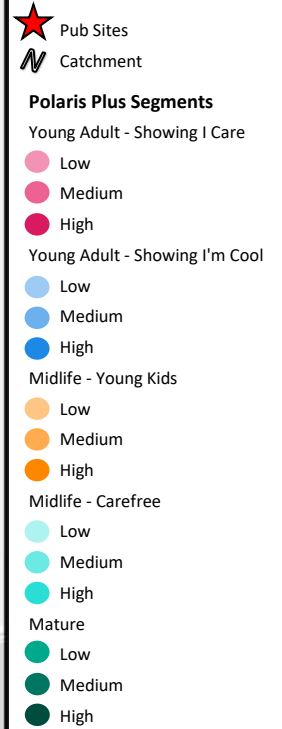 Pub Sites
Catchment
Polaris Plus Segments
Young Adult - Showing I Care
Low
Medium
High
Young Adult - Showing I'm Cool
Low
Medium
High
Midlife - Young Kids
Low
Medium
High
Midlife - Carefree
Low
Medium
High
Mature
Low
Medium
High